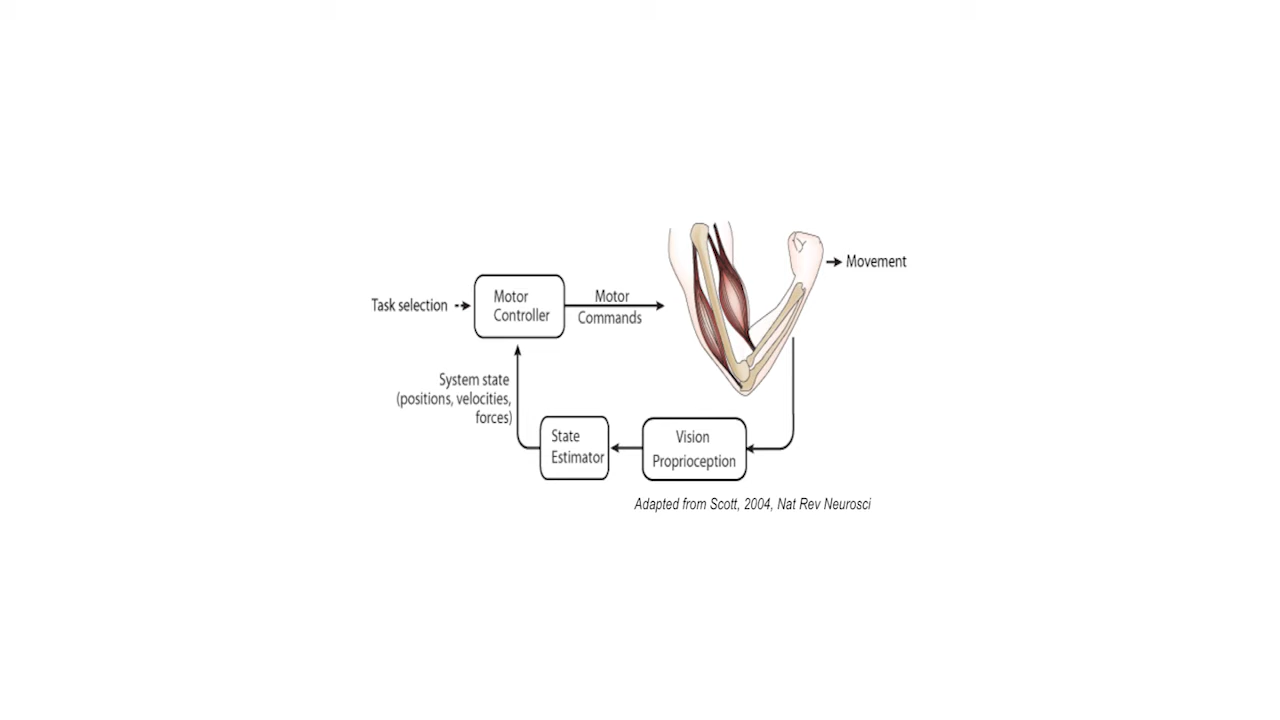 Movement
Task selection
Motor
Controller
Motor
Commands
System state
(positions, velocities,
forces)
State
Estimator
Vision
Proprioception
Adapted from Scott, 2004, Nat Rev Neurosci